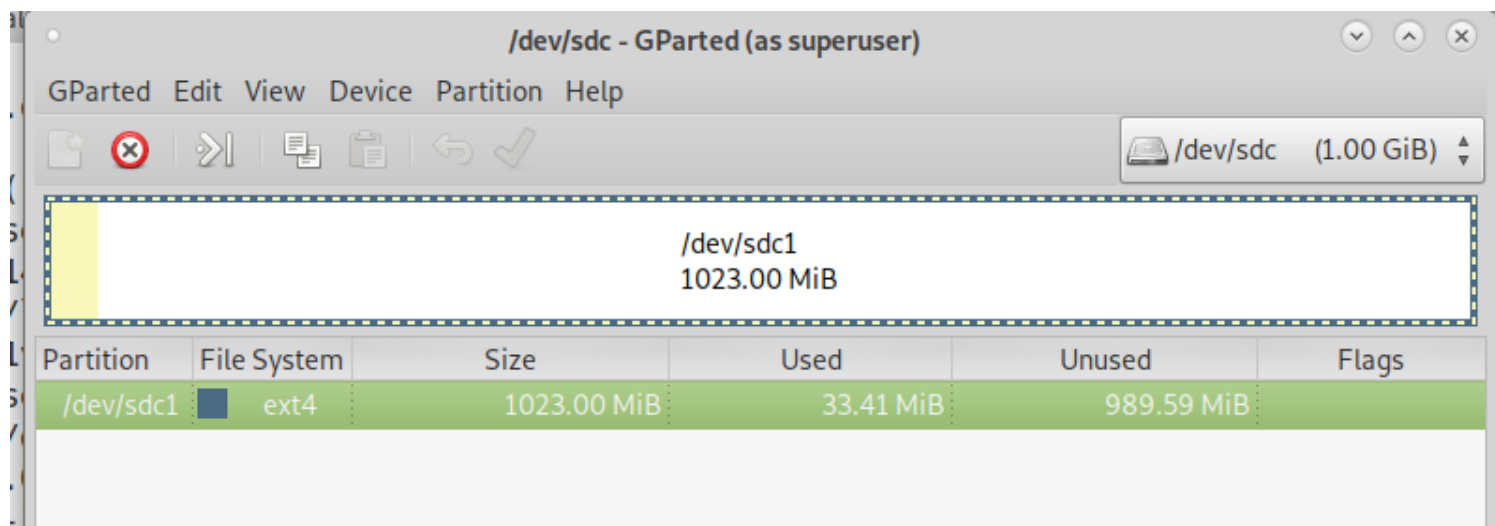 /dev/sdc - GParted (as superuser)
GParted Edit View Device Partition Help
/dev/sdc (1.00 GiB)
/dev/sdc1
1023.00 MiB
Partition File System Size Used Unused Flags
/dev/sdc1 ext4 1023.00 MiB 33.41 MiB 989.59 MiB